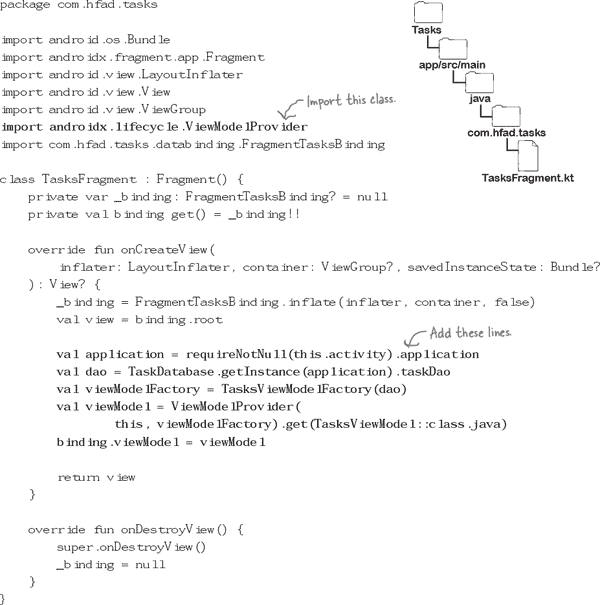 package com.hfad.tasks
import android.os.Bundle
import androidx.fragment.app.Fragment
import android.view.LayoutInflater
import android.view.View
import android.view.ViewGroup
import androidx.lifecycle.ViewModelProvider
Import this class.
import com.hfad.tasks.databinding.FragmentTasksBinding
Tasks
app/src/main
java
com.hfad.tasks
TasksFragment.kt
class TasksFragment : Fragment() {
private var _binding: FragmentTasksBinding? = null
private val binding get() = _binding!!
override fun onCreateView(
inflater: LayoutInflater, container: ViewGroup?, savedInstanceState: Bundle?
): View? {
_binding = FragmentTasksBinding.inflate(inflater, container, false)
val view = binding.root
Add these lines.
val application = requireNotNull(this.activity).application
val dao = TaskDatabase.getInstance(application).taskDao
val viewModelFactory = TasksViewModelFactory(dao)
val viewModel = ViewModelProvider(
this, viewModelFactory).get(TasksViewModel::class.java)
binding.viewModel = viewModel
return view
}
override fun onDestroyView() {
super.onDestroyView()
_binding = null
}
}